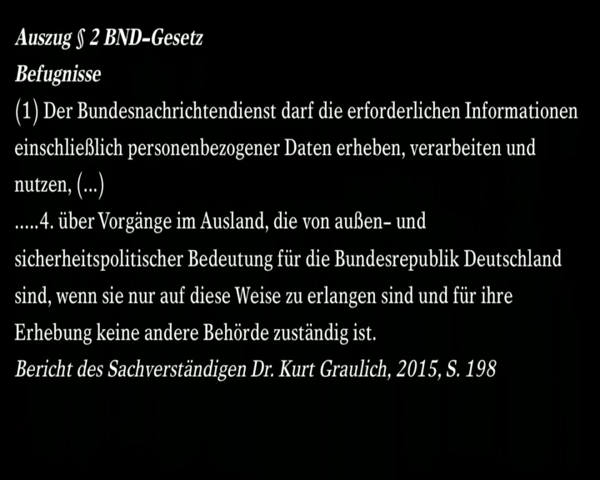 Auszug § 2 BND-Gesetz
Befugnisse
(1) Der Bundesnachrichtendienst darf die erforderlichen Informationen
einschließlich personenbezogener Daten erheben, verarbeiten und
nutzen, (...)
.....4. über Vorgänge im Ausland, die von außen- und
sicherheitspolitischer Bedeutung für die Bundesrepublik Deutschland
sind, wenn sie nur auf diese Weise zu erlangen sind und für ihre
Erhebung keine andere Behörde zuständig ist.
Bericht des Sachverständigen Dr. Kurt Graulich, 2015, S. 198